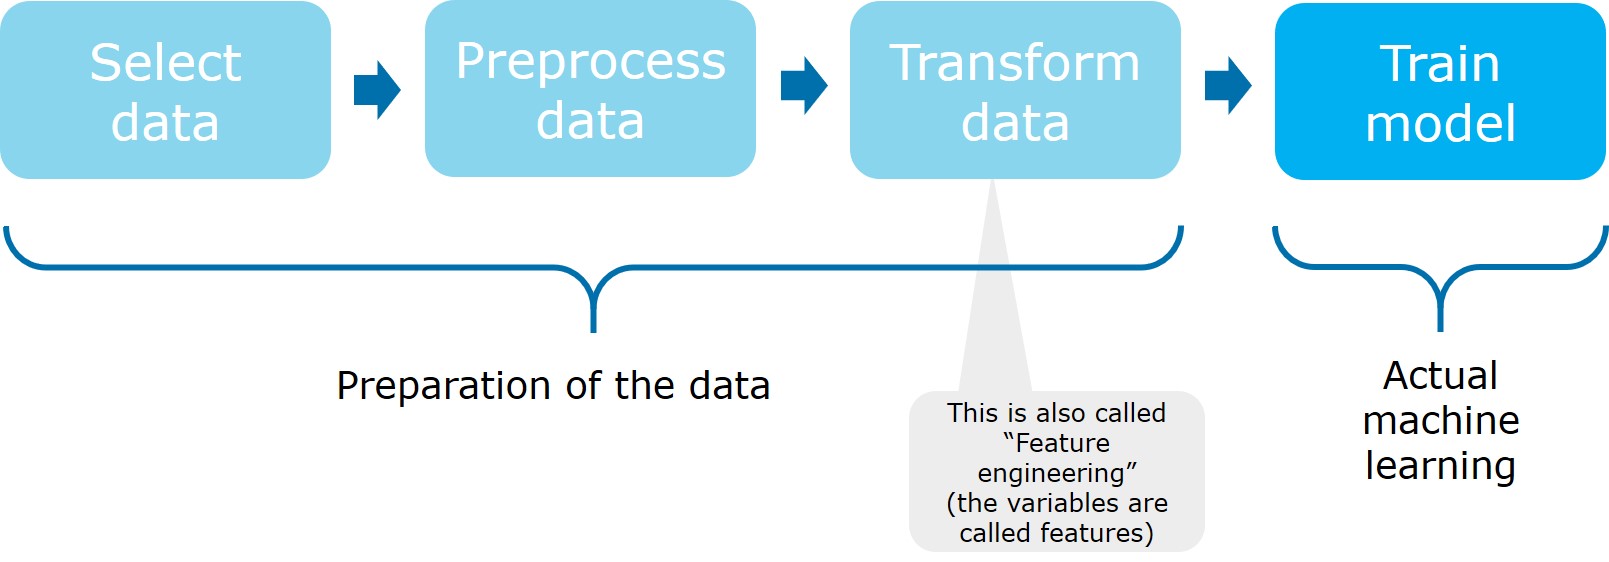 Select
data
Preprocess
data
Transform
data
Train
model
Preparation of the data
This is also called
“Feature
engineering”
(the variables are
called features)
Actual
machine
learning